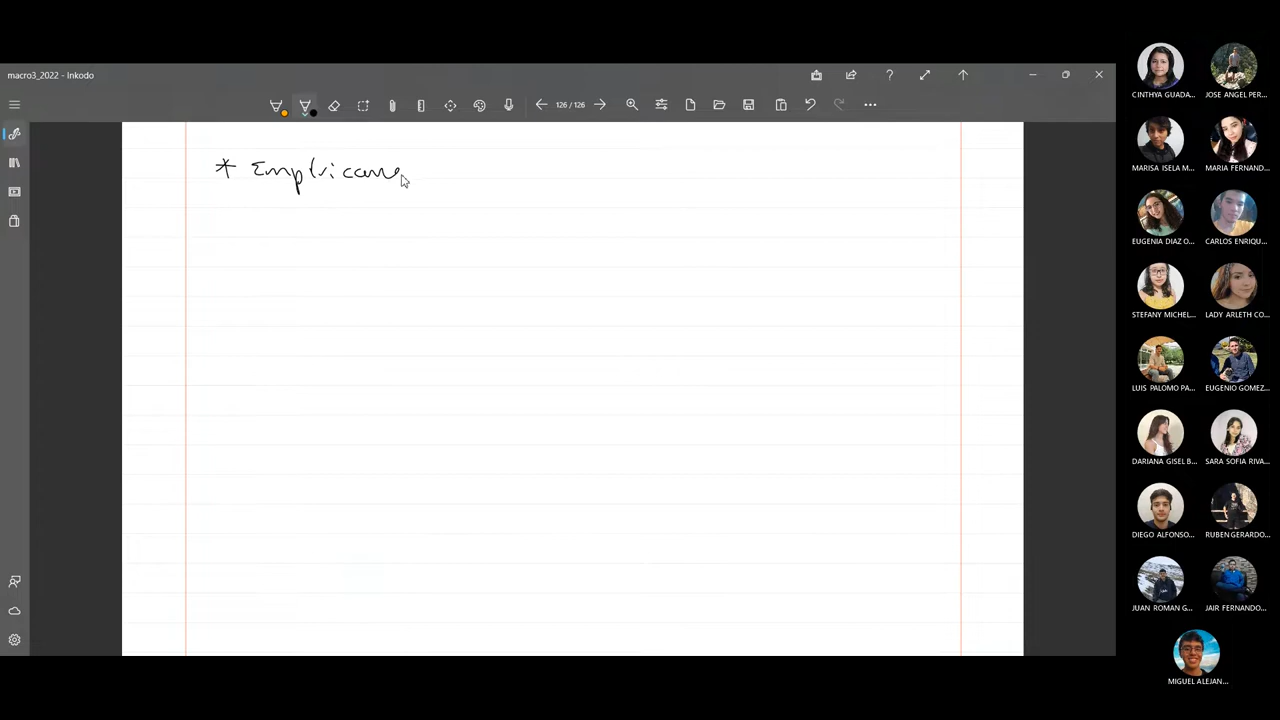 macro3_2022 - Inkodo
126 / 126
* Empíricame
CINTHYA GUADA...
JOSE ANGEL PER...
MARISA ISELA M...
MARIA FERNAND...
EUGENIA DIAZ O...
CARLOS ENRIQU...
STEFANY MICHEL...
LADY ARLETH CO...
LUIS PALOMO PA...
EUGENIO GOMEZ...
DARIANA GISEL B...
SARA SOFIA RIVA...
DIEGO ALFONSO...
RUBEN GERARDO...
JUAN ROMAN G...
JAIR FERNANDO...
MIGUEL ALEJAN...